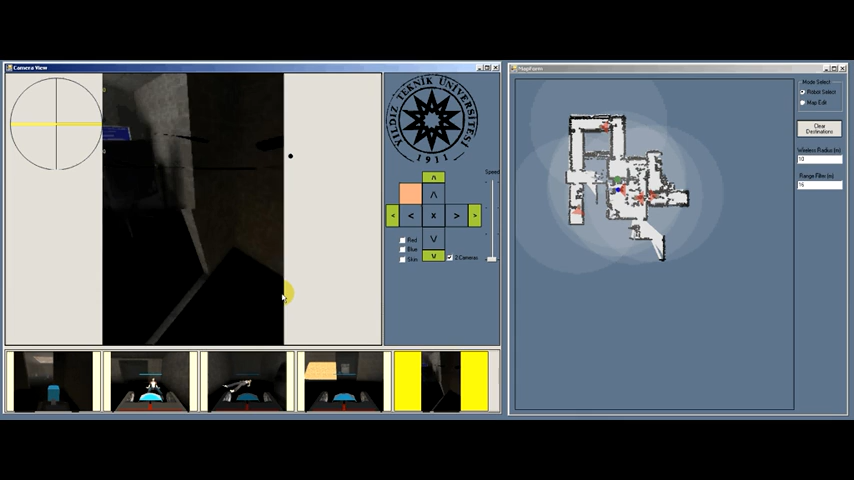 Camera View
YILDIZ TEKNİK ÜNİVERSİTESİ
1911
Speed
<
<
x
>
>
Red
Blue
Skin
2 Cameras
MapForm
Mode Select
Robot Select
Map Edit
Clear
Destinations
Wireless Radius (m)
10
Range Filter (m)
16